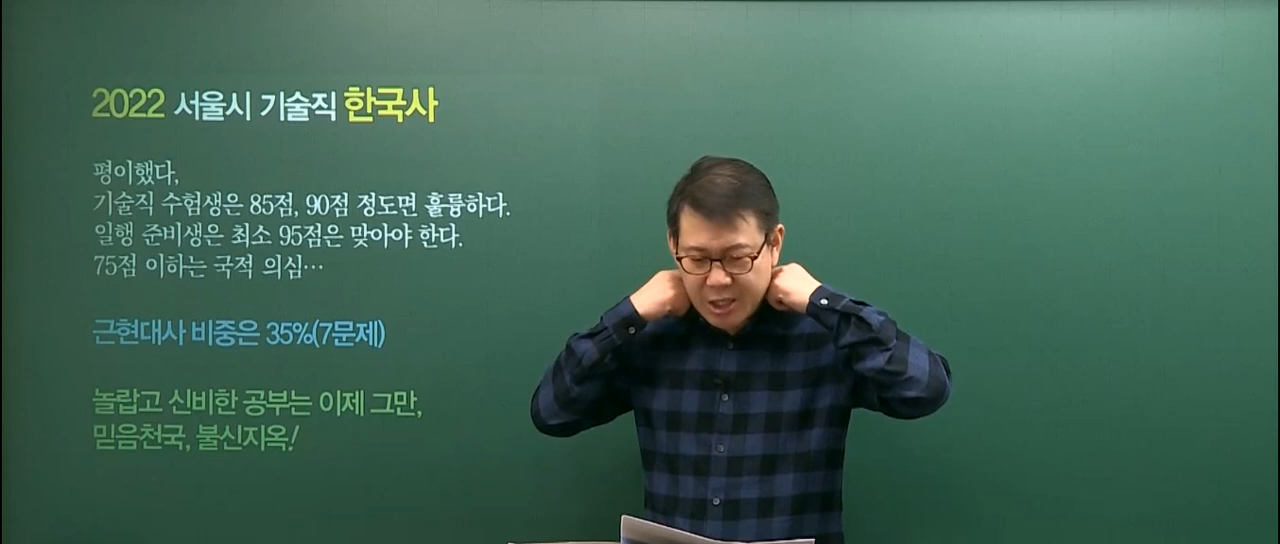 2022 서울시 기술직 한국사
평이했다,
기술직 수험생은 85점, 90점 정도면 훌륭하다.
일행 준비생은 최소 95점은 맞아야 한다.
75점 이하는 국적 의심…
근현대사 비중은 35%(7문제)
놀랍고 신비한 공부는 이제 그만,
믿음천국, 불신지옥!